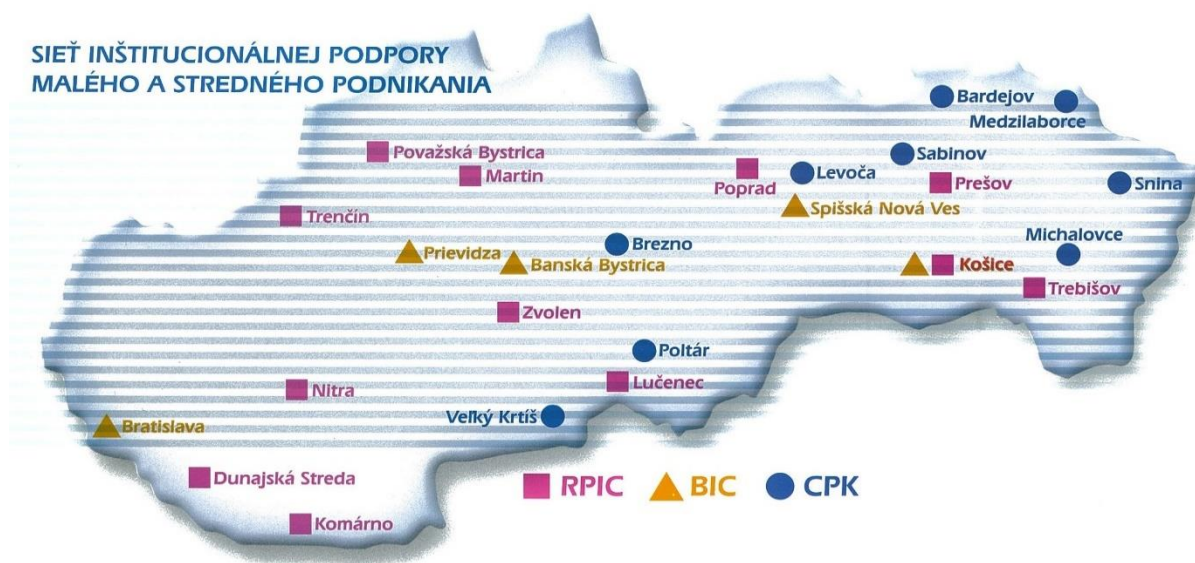 SIEŤ INŠTITUCIONÁLNEJ PODPORY
MALÉHO A STREDNÉHO PODNIKANIA
Bardejov
Medzilaborce
Považská Bystrica
Sabinov
Martin
Poprad
Levoča
Prešov
Snina
Trenčín
Spišská Nová Ves
Michalovce
Prievidza
Brezno
Banská Bystrica
Košice
Trebišov
Zvolen
Poltár
Lučenec
Nitra
Veľký Krtíš
Bratislava
Dunajská Streda
RPIC
BIC
CPK
Komárno